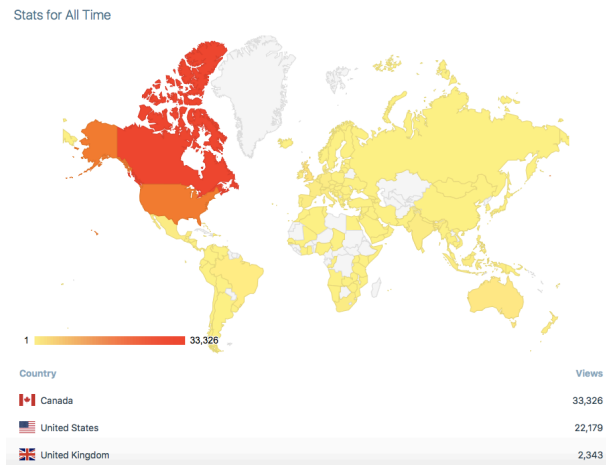 Stats for All Time
1 33,326
Country Views
Canada 33,326
United States 22,179
United Kingdom 2,343